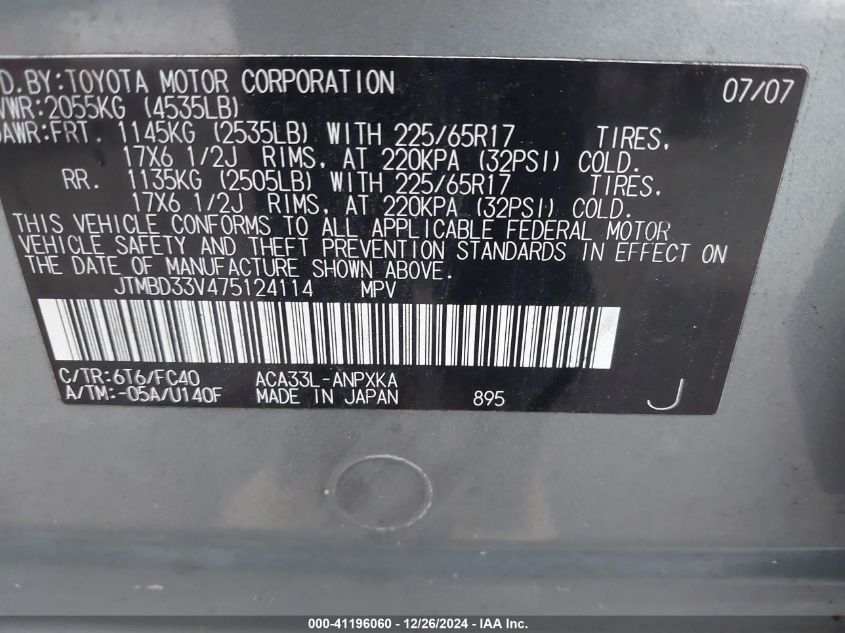 D.BY:TOYOTA MOTOR CORPORATION 07/07
VWR:2055KG (4535LB)
AWR:FRT. 1145KG (2535LB) WITH 225/65R17 TIRES,
17X6 1/2J RIMS, AT 220KPA (32PSI) COLD.
RR. 1135KG (2505LB) WITH 225/65R17 TIRES,
17X6 1/2J RIMS, AT 220KPA (32PSI) COLD.
THIS VEHICLE CONFORMS TO ALL APPLICABLE FEDERAL MOTOR
VEHICLE SAFETY AND THEFT PREVENTION STANDARDS IN EFFECT ON
THE DATE OF MANUFACTURE SHOWN ABOVE.
JTMBD33V475124114 MPV
C/TR:6T6/FC40 ACA33L-ANPXKA
A/TM:-05A/U140F MADE IN JAPAN 895 J
000-41196060 - 12/26/2024 - IAA Inc.